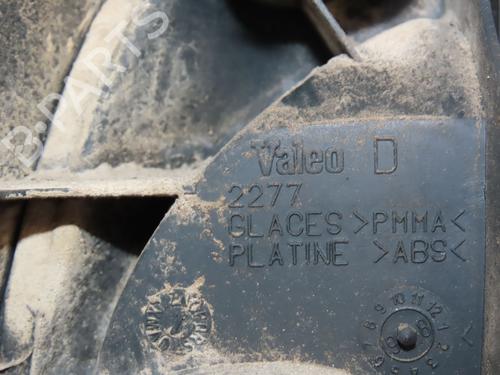 B-PARTS
Valeo D
2277
GLACES >PMMA<
PLATINE >ABS<